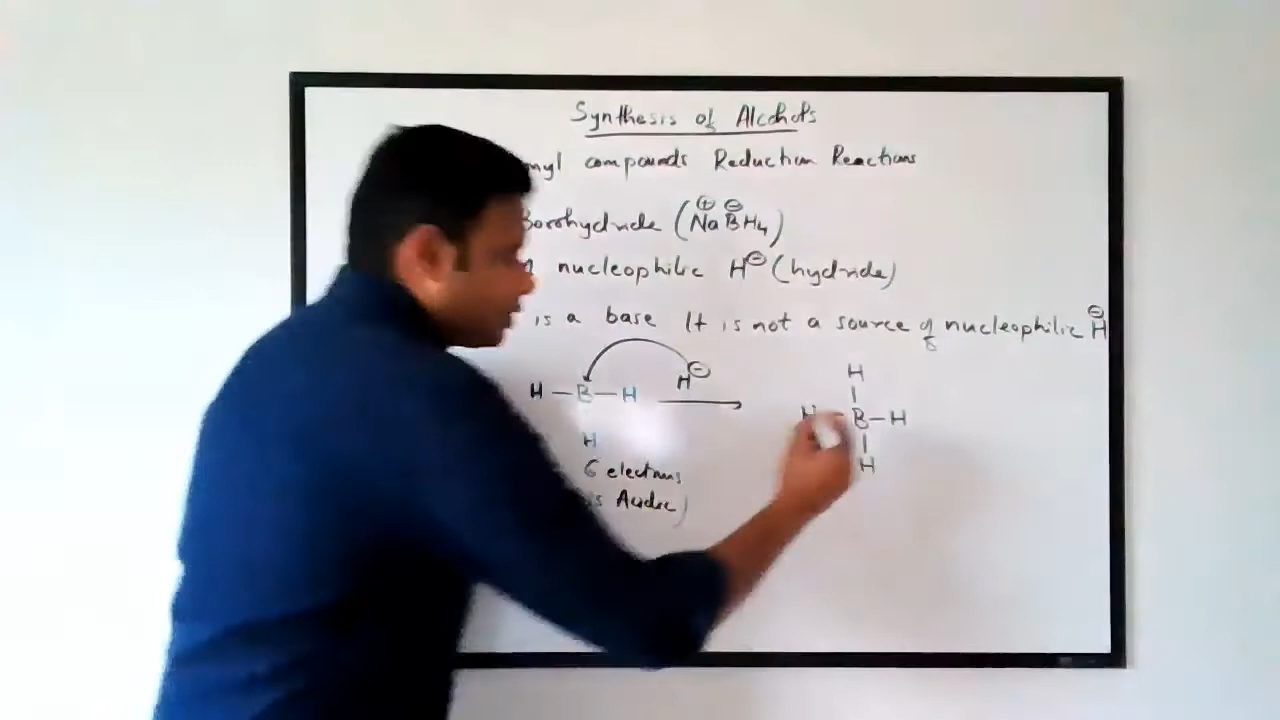 Synthesis of Alcohols
compounds Reduction Reactions
Borohydride (Na⊕B⊖H4)
nucleophilic H⊖ (hydride)
is a base It is not a source of nucleophilic H⊖
H
H – B – H H⊖ → H B – H
H
H
6 electrons
Acidic)